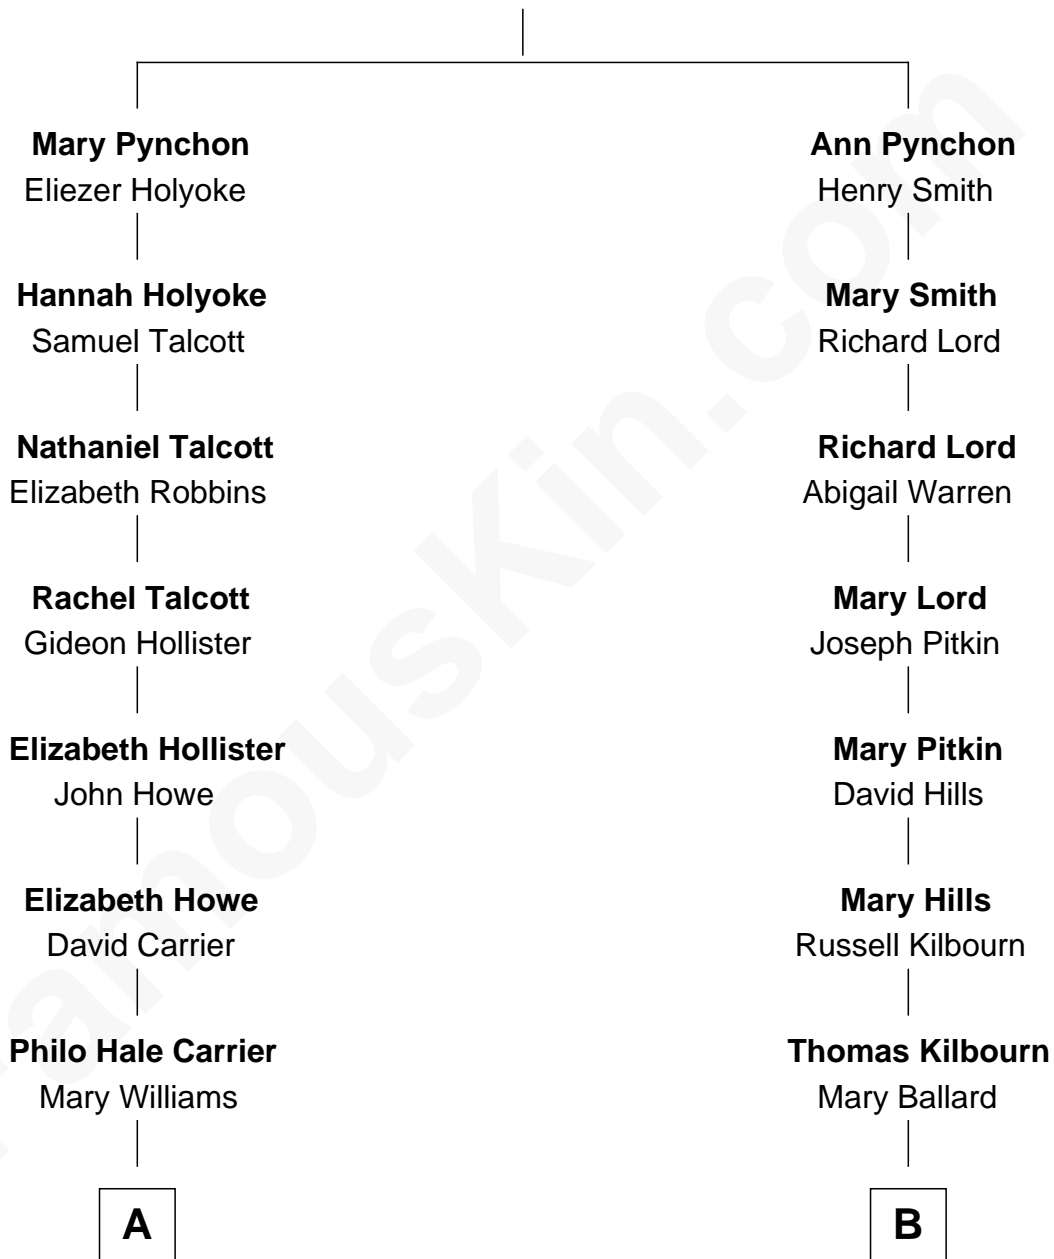 Mary Pynchon
Eliezer Holyoke
Hannah Holyoke
Samuel Talcott
Nathaniel Talcott
Elizabeth Robbins
Rachel Talcott
Gideon Hollister
Elizabeth Hollister
John Howe
Elizabeth Howe
David Carrier
Philo Hale Carrier
Mary Williams
A
Ann Pynchon
Henry Smith
Mary Smith
Richard Lord
Richard Lord
Abigail Warren
Mary Lord
Joseph Pitkin
Mary Pitkin
David Hills
Mary Hills
Russell Kilbourn
Thomas Kilbourn
Mary Ballard
B
FamousKin.com